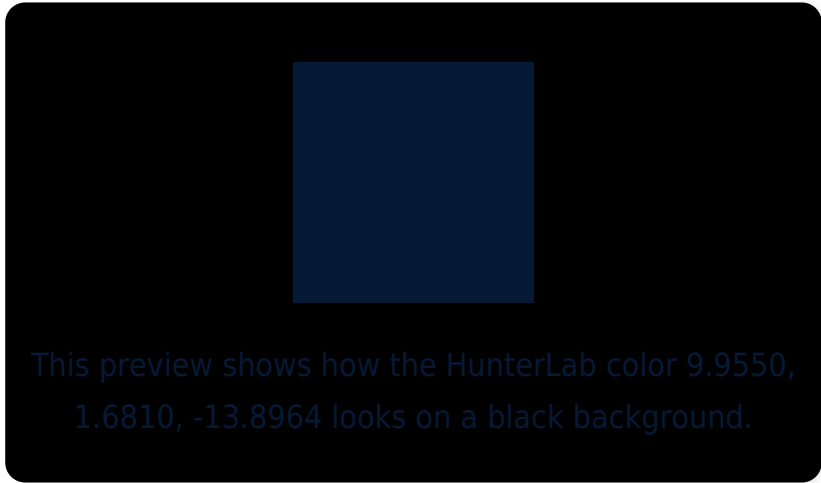 This preview shows how the HunterLab color 9.9550,
1.6810, -13.8964 looks on a black background.